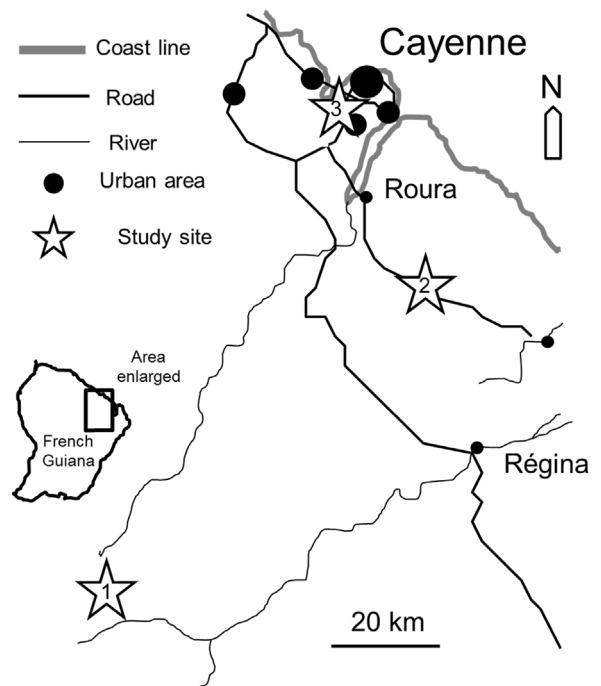 Coast line
Road
River
Urban area
Study site
Cayenne
N
3
Roura
2
Area
enlarged
French
Guiana
Régina
1
20 km